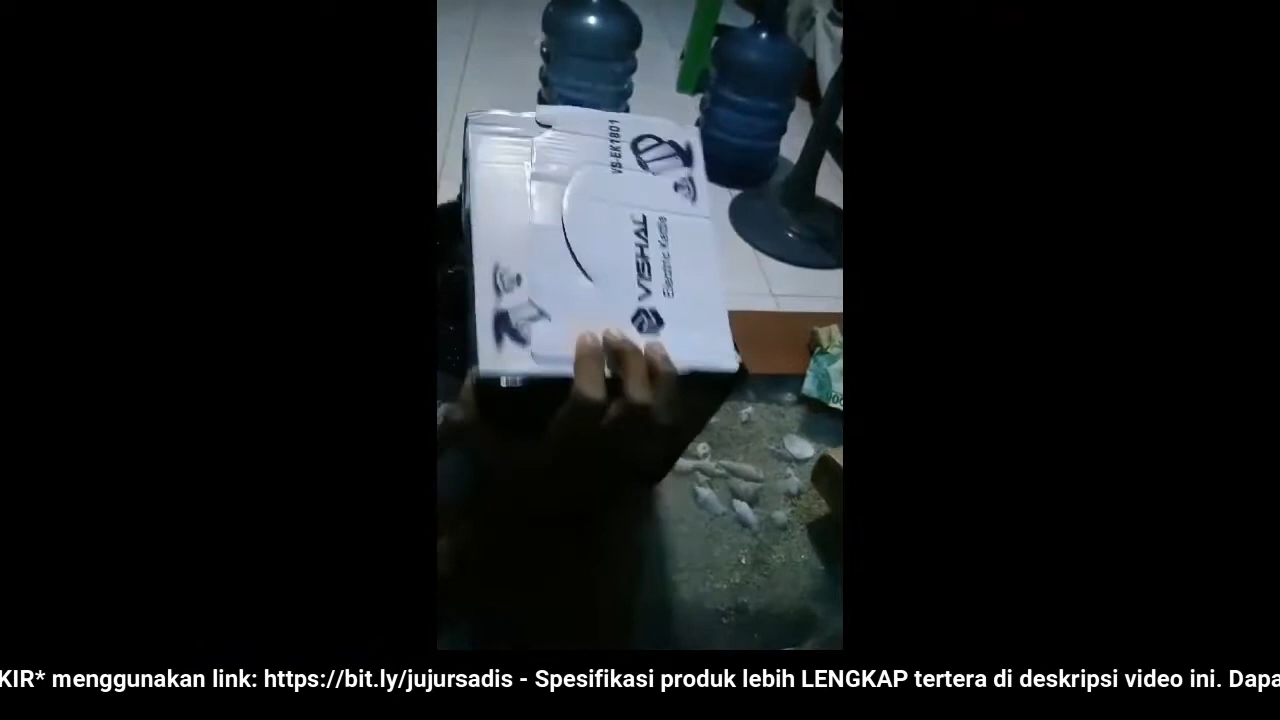 VS-EK1801
VISHAL
Electric Kettle
KIR* menggunakan link: https://bit.ly/jujursadis - Spesifikasi produk lebih LENGKAP tertera di deskripsi video ini. Dapa